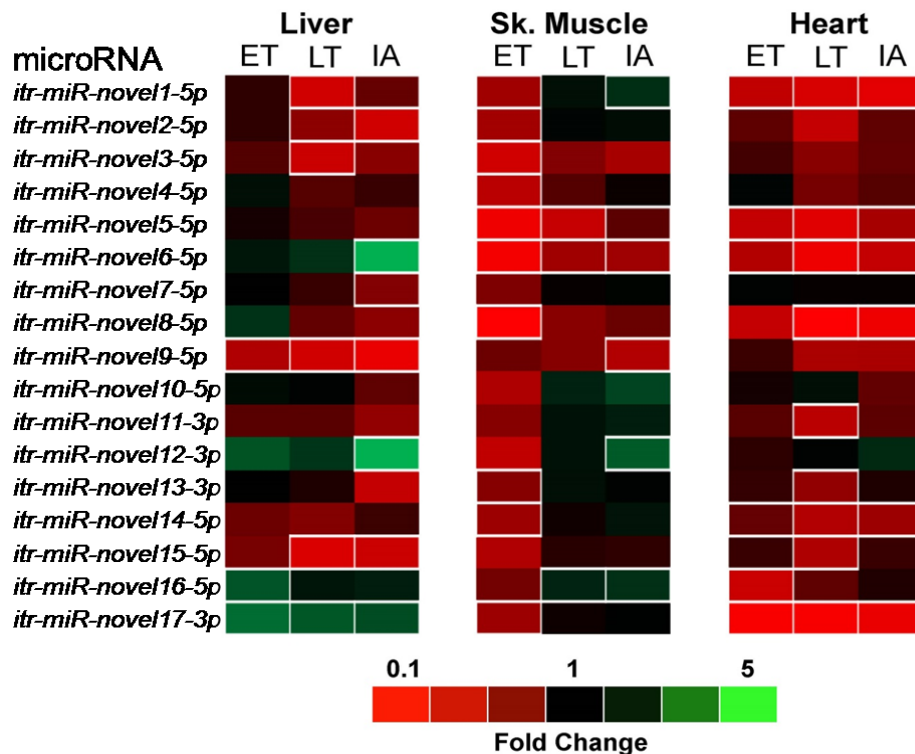 Liver Sk. Muscle Heart
microRNA ET LT IA ET LT IA ET LT IA
itr-miR-novel1-5p
itr-miR-novel2-5p
itr-miR-novel3-5p
itr-miR-novel4-5p
itr-miR-novel5-5p
itr-miR-novel6-5p
itr-miR-novel7-5p
itr-miR-novel8-5p
itr-miR-novel9-5p
itr-miR-novel10-5p
itr-miR-novel11-3p
itr-miR-novel12-3p
itr-miR-novel13-3p
itr-miR-novel14-5p
itr-miR-novel15-5p
itr-miR-novel16-5p
itr-miR-novel17-3p
0.1 1 5
Fold Change